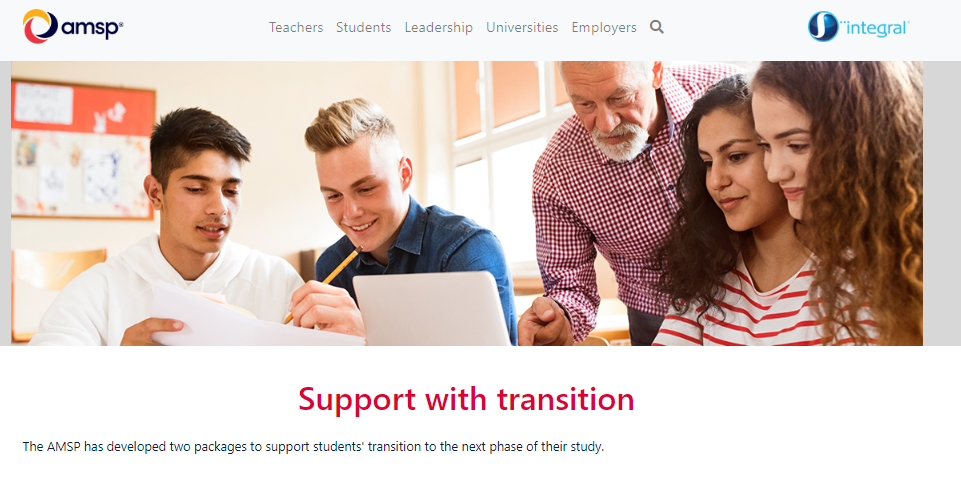 amsp®
Teachers Students Leadership Universities Employers
integral
Support with transition
The AMSP has developed two packages to support students' transition to the next phase of their study.